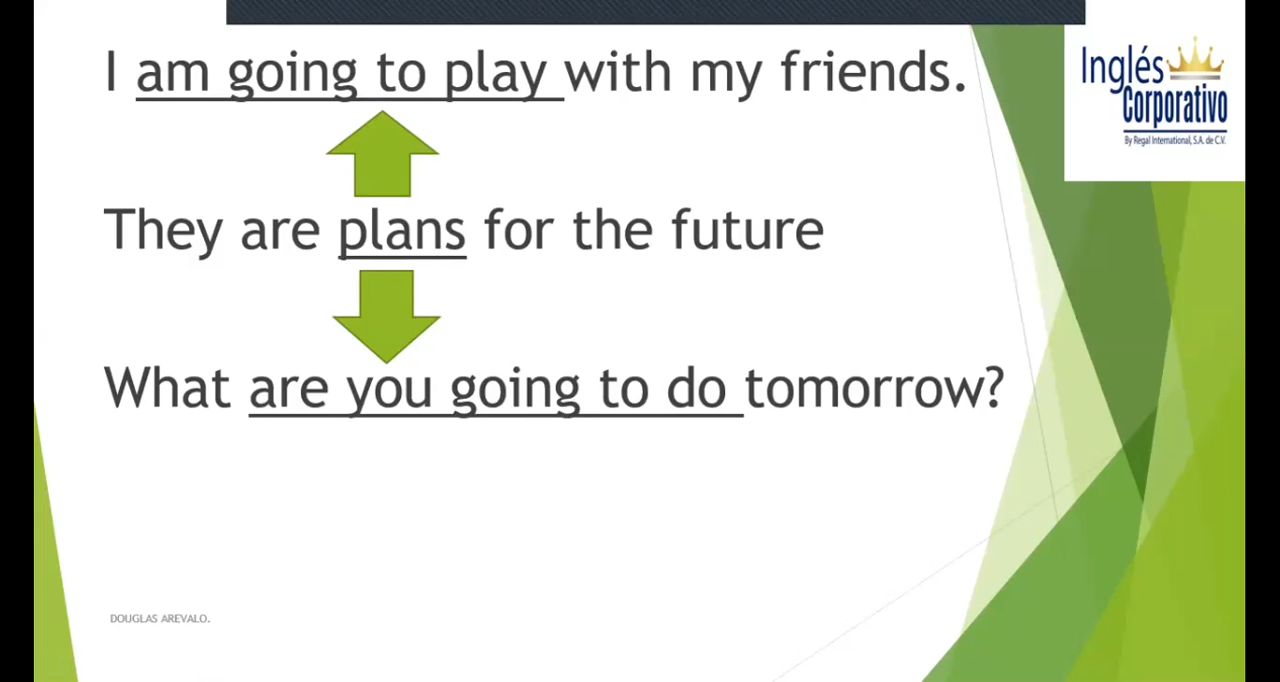 I am going to play with my friends.
Inglés
Corporativo
By Regal International, S.A. de C.V.
They are plans for the future
What are you going to do tomorrow?
DOUGLAS AREVALO.